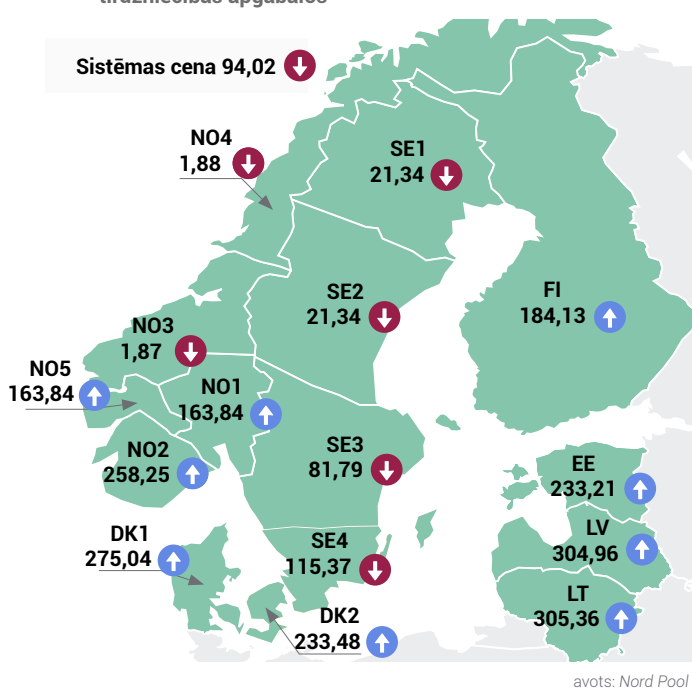 tirdzniecības apgabalos
Sistēmas cena 94,02
NO4
1,88
SE1
21,34
SE2
21,34
FI
184,13
NO3
1,87
NO5
163,84
NO1
163,84
NO2
258,25
SE3
81,79
EE
233,21
DK1
275,04
SE4
115,37
LV
304,96
LT
305,36
DK2
233,48
avots: Nord Pool